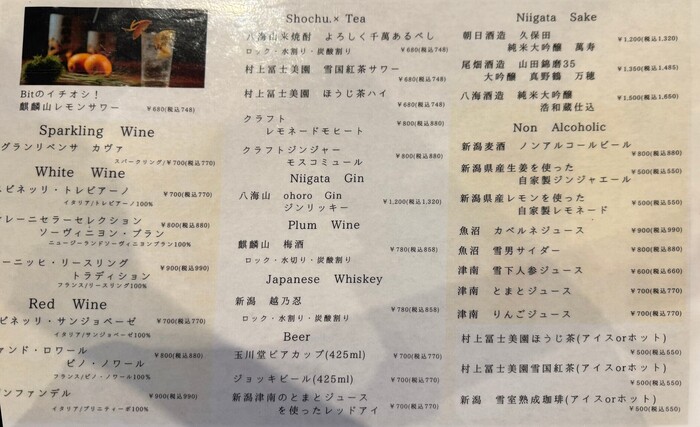 Bitのイチオシ!
麒麟山レモンサワー ¥680(税込748)
Sparkling Wine
グランリベンサ カヴァ
スパークリング/¥700(税込770)
White Wine
ピネッリ・トレビアーノ ¥700(税込770)
イタリア/トレビアーノ100%
レーニセラーセレクション ¥800(税込880)
ソーヴィニヨン・ブラン
ニュージーランドソーヴィニヨンブラン100%
ーニッヒ・リースリング ¥900(税込990)
トラディション
フランス/リースリング100%
Red Wine
ピネッリ・サンジョベーゼ ¥700(税込770)
イタリア/サンジョベーゼ100%
ァンド・ロワール ¥800(税込880)
ピノ・ノワール
フランス/ピノ・ノワール100%
ンファンデル ¥900(税込990)
イタリア/プリミティーボ100%
Shochu.× Tea
八海山米焼酎 よろしく千萬あるべし
ロック・水割り・炭酸割り ¥680(税込748)
村上冨士美園 雪国紅茶サワー
¥680(税込748)
村上冨士美園 ほうじ茶ハイ
¥680(税込748)
クラフト ¥800(税込880)
レモネードモヒート
クラフトジンジャー ¥800(税込880)
モスコミュール
Niigata Gin
八海山 ohoro Gin ¥1,200(税込1,320)
ジンリッキー
Plum Wine
麒麟山 梅酒 ¥780(税込858)
ロック・水切り・炭酸割り
Japanese Whiskey
新潟 越乃忍 ¥780(税込858)
ロック・水割り・炭酸割り
Beer
玉川堂ビアカップ(425ml) ¥700(税込770)
ジョッキビール(425ml) ¥700(税込770)
新潟津南のとまとジュース
を使ったレッドアイ ¥700(税込770)
Niigata Sake
朝日酒造 久保田 ¥1,200(税込1,320)
純米大吟醸 萬寿
尾畑酒造 山田錦磨35 ¥1,350(税込1,485)
大吟醸 真野鶴 万穂
八海酒造 純米大吟醸 ¥1,500(税込1,650)
浩和蔵仕込
Non Alcoholic
新潟麦酒 ノンアルコールビール
¥800(税込880)
新潟県産生姜を使った ¥500(税込550)
自家製ジンジャエール
新潟県産レモンを使った ¥500(税込550)
自家製レモネード
魚沼 カベルネジュース ¥900(税込990)
魚沼 雪男サイダー ¥800(税込880)
津南 雪下人参ジュース ¥600(税込660)
津南 とまとジュース ¥700(税込770)
津南 りんごジュース ¥700(税込770)
村上冨士美園ほうじ茶(アイスorホット)
¥500(税込550)
村上冨士美園雪国紅茶(アイスorホット)
¥500(税込550)
新潟 雪室熟成珈琲(アイスorホット)
¥500(税込550)